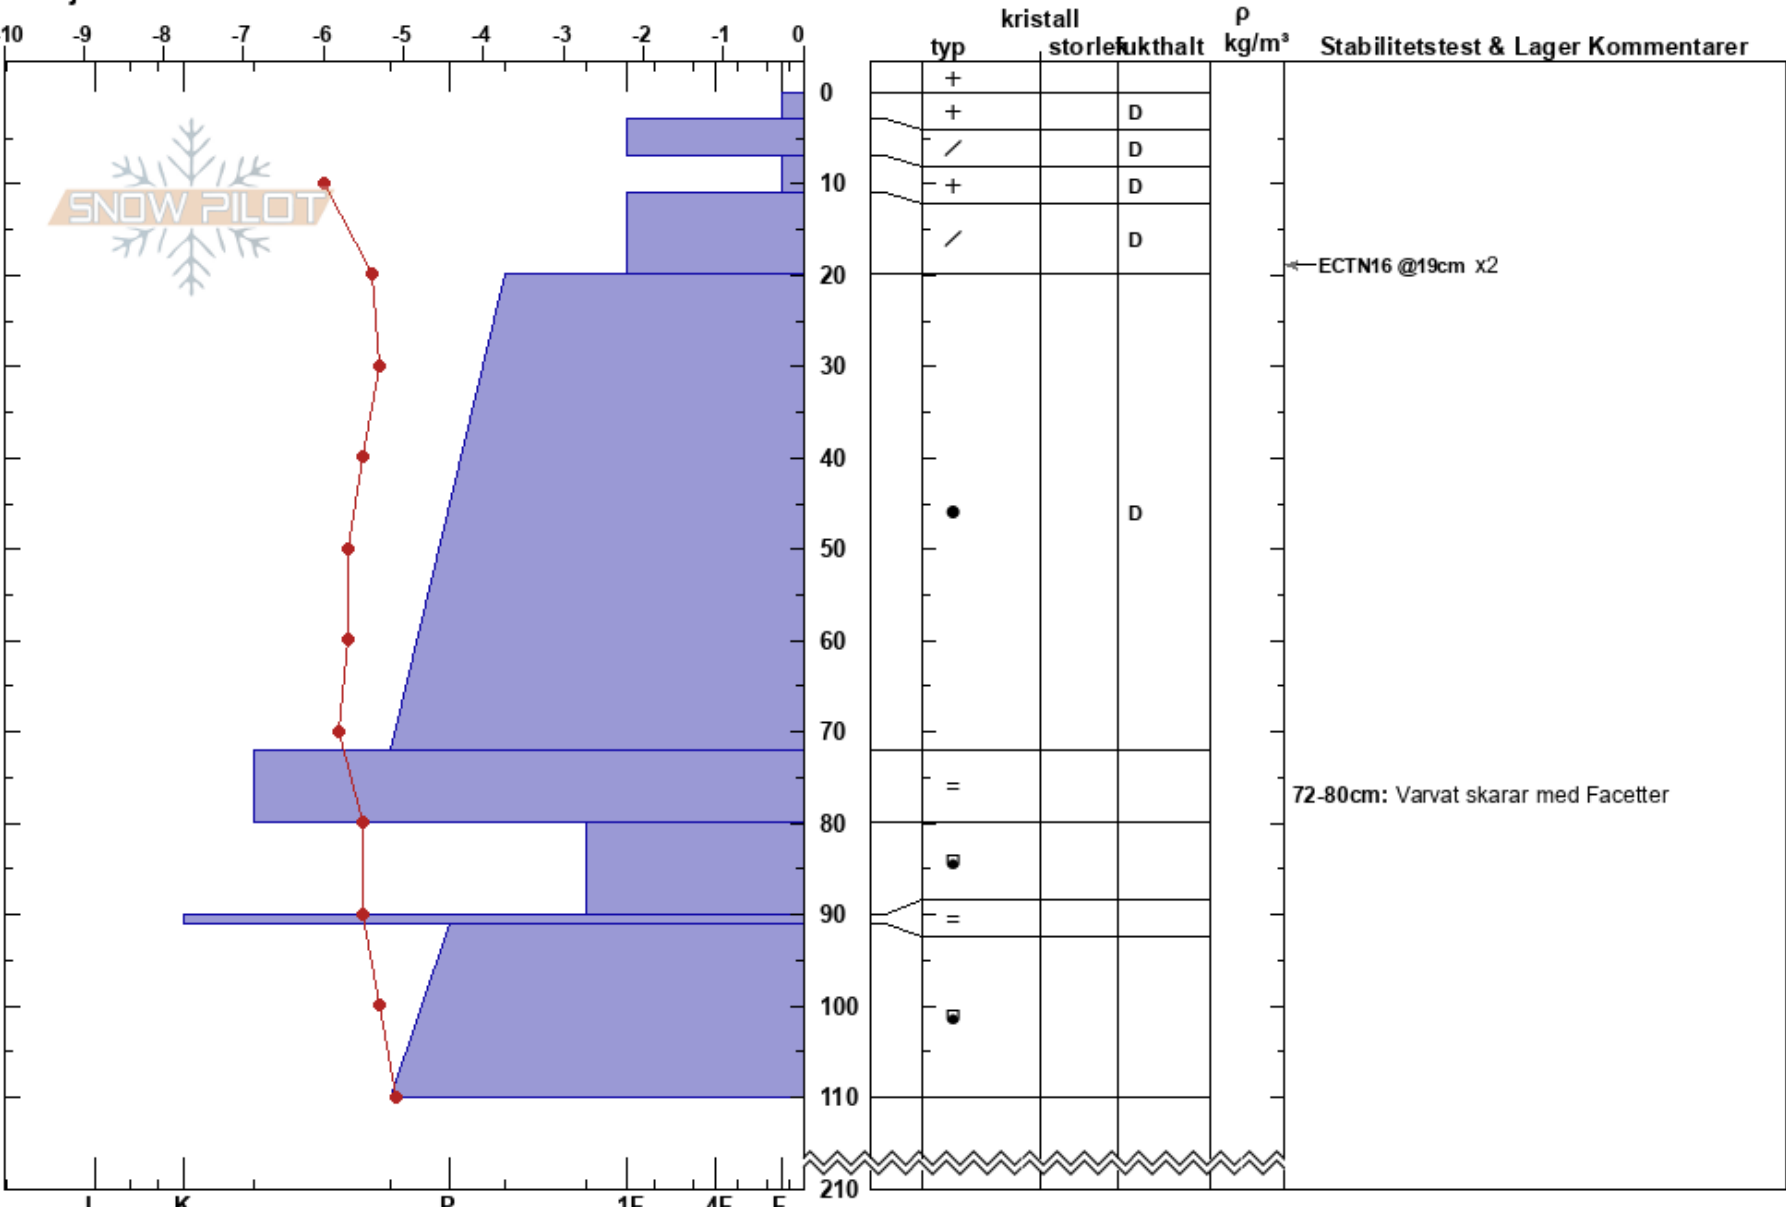 kristall ρ
-10 -9 -8 -7 -6 -5 -4 -3 -2 -1 0 typ storlek fukthalt kg/m³ Stabilitetstest & Lager Kommentarer
+
0
+ D
D
SNOW PILOT
10 + D
D
ECTN16 @19cm x2
20
30
40
D
50
60
70
=
72-80cm: Varvat skarar med Facetter
80
90 =
100
110
210
I K P 1F 4F F